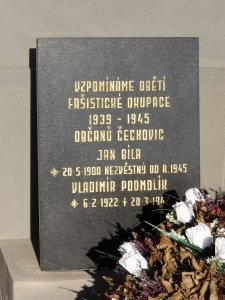 VZPOMÍNÁME OBĚTÍ
FAŠISTICKÉ OKUPACE
1939 - 1945
OBČANŮ ČECHOVIC
JAN BÍLA
* 20·5·1900 NEZVĚSTNÝ OD R.1945
VLADIMÍR PODMOLÍK
* 6·2·1922 + 20·3·194